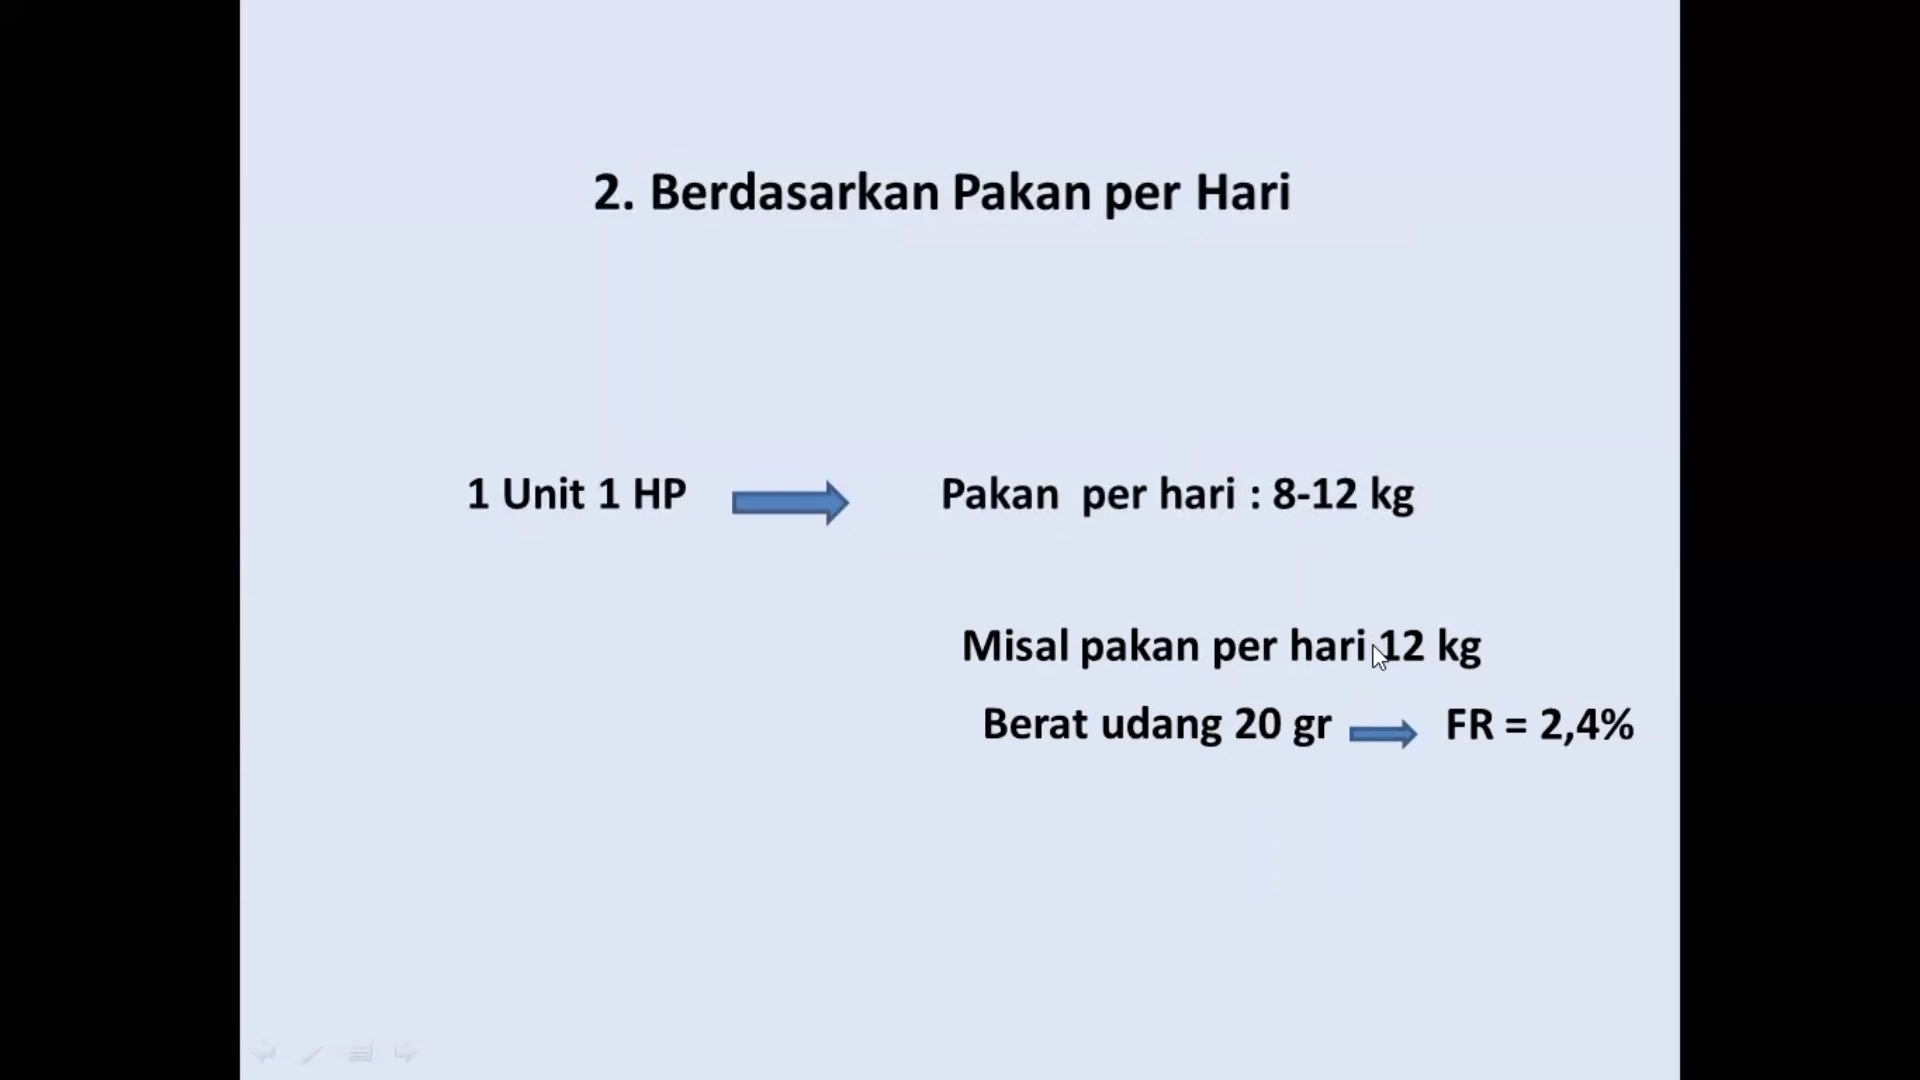 2. Berdasarkan Pakan per Hari
1 Unit 1 HP
Pakan per hari : 8-12 kg
Misal pakan per hari 12 kg
Berat udang 20 gr
FR = 2,4%